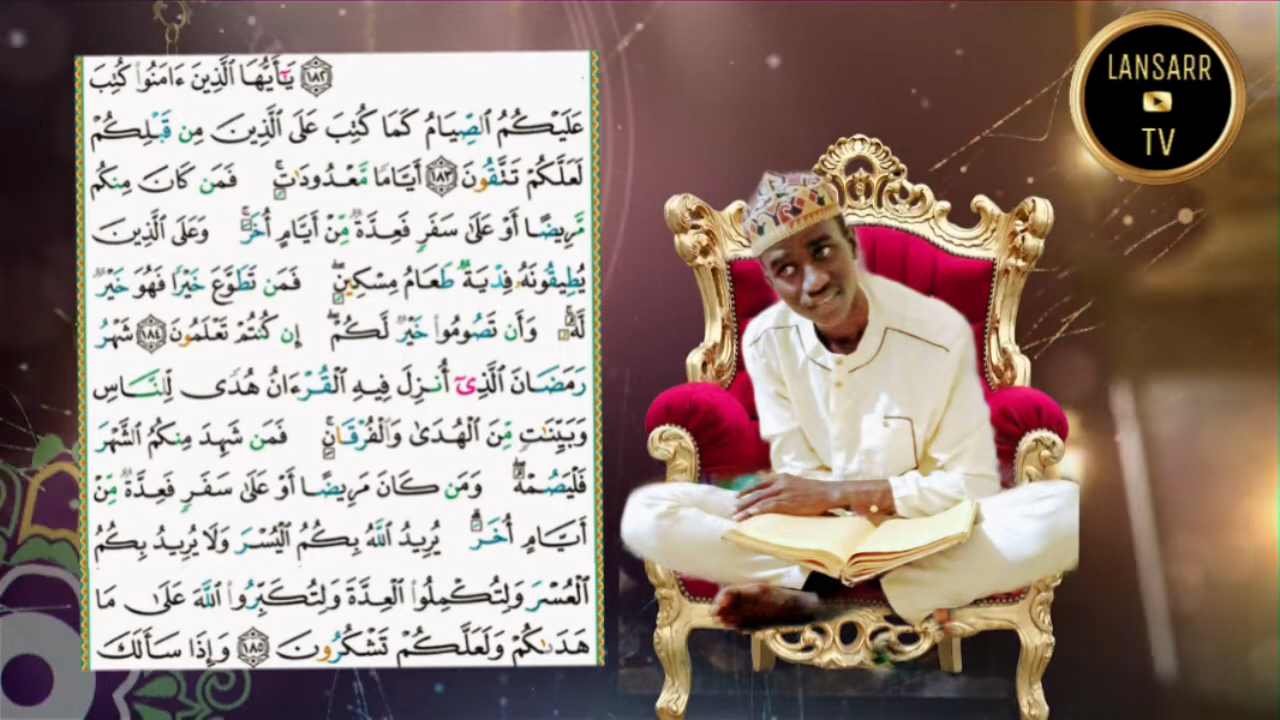 ﴿١٨٢﴾ يَٰٓأَيُّهَا ٱلَّذِينَ ءَامَنُوا۟ كُتِبَ
عَلَيْكُمُ ٱلصِّيَامُ كَمَا كُتِبَ عَلَى ٱلَّذِينَ مِن قَبْلِكُمْ
لَعَلَّكُمْ تَتَّقُونَ ﴿١٨٣﴾ أَيَّامًا مَّعْدُودَٰتٍۚ فَمَن كَانَ مِنكُم
مَّرِيضًا أَوْ عَلَىٰ سَفَرٍ فَعِدَّةٌ مِّنْ أَيَّامٍ أُخَرَۚ وَعَلَى ٱلَّذِينَ
يُطِيقُونَهُۥ فِدْيَةٌ طَعَامُ مِسْكِينٍۖ فَمَن تَطَوَّعَ خَيْرًا فَهُوَ خَيْرٌ
لَّهُۥۚ وَأَن تَصُومُوا۟ خَيْرٌ لَّكُمْۖ إِن كُنتُمْ تَعْلَمُونَ ﴿١٨٤﴾ شَهْرُ
رَمَضَانَ ٱلَّذِىٓ أُنزِلَ فِيهِ ٱلْقُرْءَانُ هُدًى لِّلنَّاسِ
وَبَيِّنَٰتٍ مِّنَ ٱلْهُدَىٰ وَٱلْفُرْقَانِۚ فَمَن شَهِدَ مِنكُمُ ٱلشَّهْرَ
فَلْيَصُمْهُۖ وَمَن كَانَ مَرِيضًا أَوْ عَلَىٰ سَفَرٍ فَعِدَّةٌ مِّنْ
أَيَّامٍ أُخَرَۗ يُرِيدُ ٱللَّهُ بِكُمُ ٱلْيُسْرَ وَلَا يُرِيدُ بِكُمُ
ٱلْعُسْرَ وَلِتُكْمِلُوا۟ ٱلْعِدَّةَ وَلِتُكَبِّرُوا۟ ٱللَّهَ عَلَىٰ مَا
هَدَىٰكُمْ وَلَعَلَّكُمْ تَشْكُرُونَ ﴿١٨٥﴾ وَإِذَا سَأَلَكَ
LANSARR
TV